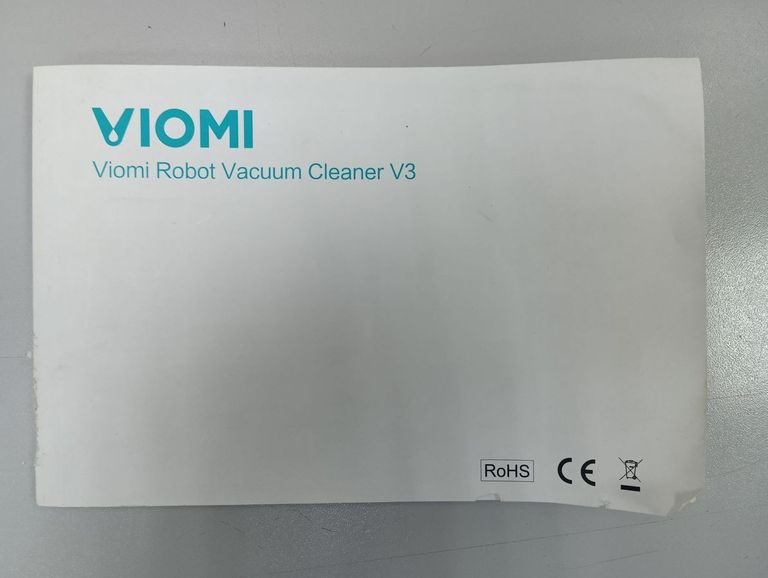 VIOMI
Viomi Robot Vacuum Cleaner V3
RoHS CE